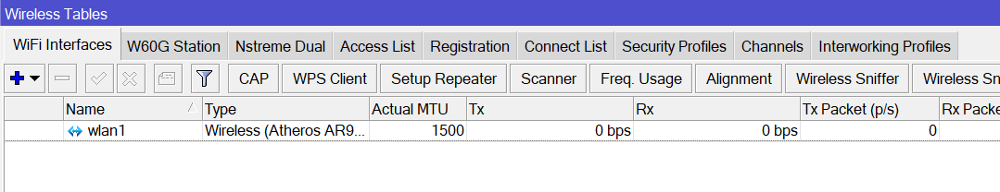 Wireless Tables
WiFi Interfaces W60G Station Nstreme Dual Access List Registration Connect List Security Profiles Channels Interworking Profiles
CAP WPS Client Setup Repeater Scanner Freq. Usage Alignment Wireless Sniffer Wireless Sn
Name Type Actual MTU Tx Rx Tx Packet (p/s) Rx Packe
wlan1 Wireless (Atheros AR9... 1500 0 bps 0 bps 0